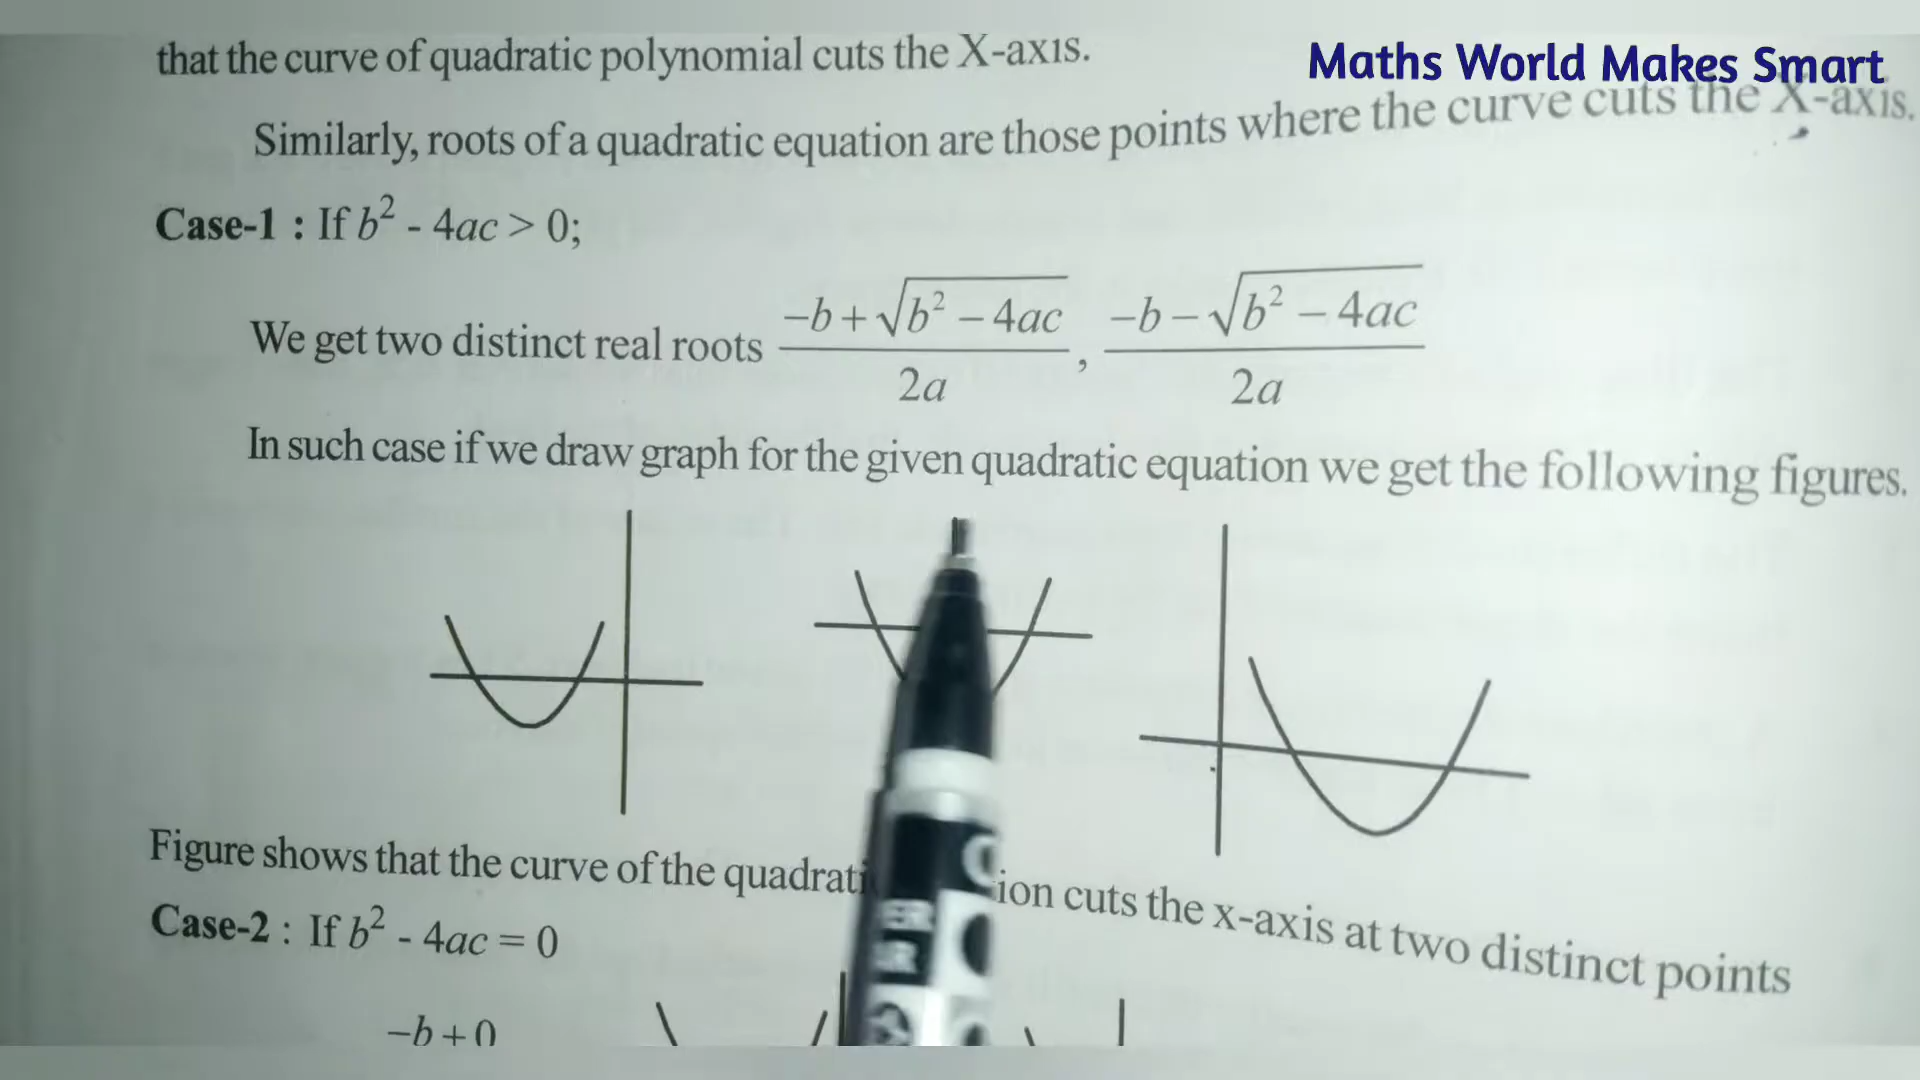 that the curve of quadratic polynomial cuts the X-axis.
Maths World Makes Smart
Similarly, roots of a quadratic equation are those points where the curve cuts the X-axis.
Case-1 : If b² - 4ac > 0;
We get two distinct real roots (−b + √(b² − 4ac))/2a , (−b − √(b² − 4ac))/2a
In such case if we draw graph for the given quadratic equation we get the following figures.
Figure shows that the curve of the cuts the x-axis at two distinct points
Case-2 : If b² - 4ac = 0
−b + 0